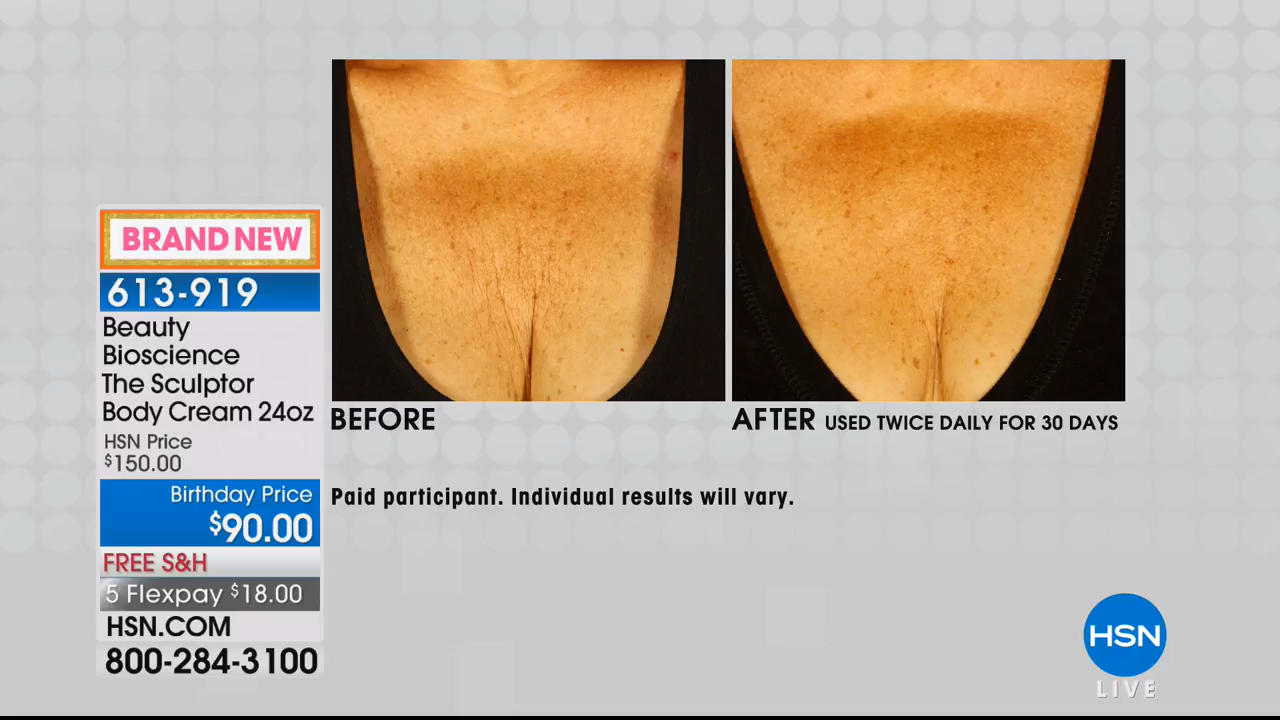 BRAND NEW
613-919
Beauty
Bioscience
The Sculptor
Body Cream 24oz
HSN Price
$150.00
Birthday Price
$90.00
FREE S&H
5 Flexpay $18.00
HSN.COM
800-284-3100
BEFORE
AFTER USED TWICE DAILY FOR 30 DAYS
Paid participant. Individual results will vary.
HSN
LIVE